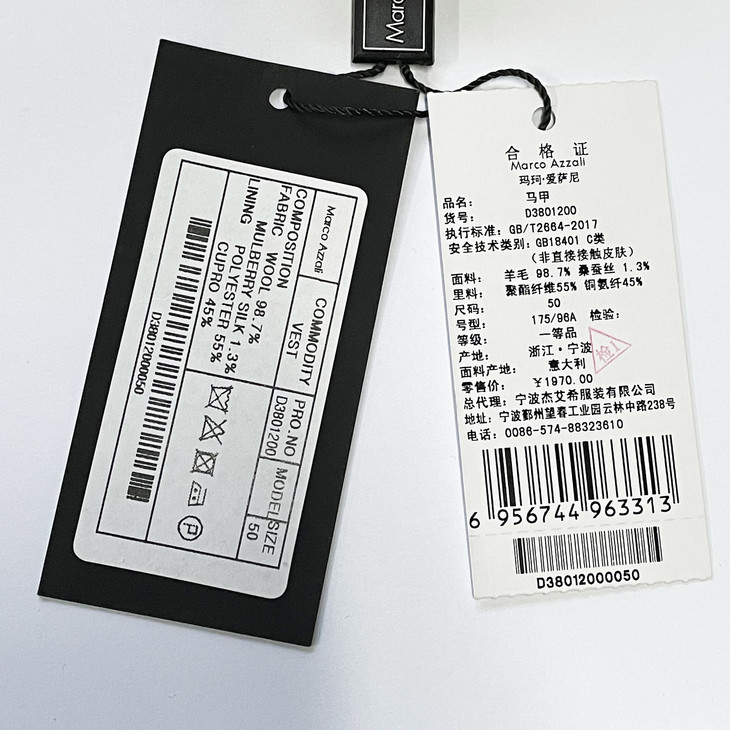 Marc
Marco Azzali
COMMODITY
VEST
PRO.NO
D3801200
MODEL
SIZE
50
COMPOSITION
FABRIC WOOL 98.7%
MULBERRY SILK 1.3%
LINING POLYESTER 55%
CUPRO 45%
P
D38012000050
合格证
Marco Azzali
玛珂·爱萨尼
品名: 马甲
货号: D3801200
执行标准: GB/T2664-2017
安全技术类别: GB18401 C类
(非直接接触皮肤)
面料: 羊毛 98.7% 桑蚕丝 1.3%
里料: 聚酯纤维55% 铜氨纤45%
尺码: 50
号型: 175/96A 检验:
等级: 一等品
检1
产地: 浙江·宁波
面料产地: 意大利
零售价: ¥1970.00
总代理: 宁波杰艾希服装有限公司
地址: 宁波鄞州望春工业园云林中路238号
电话: 0086-574-88323610
6 956744 963313
D38012000050